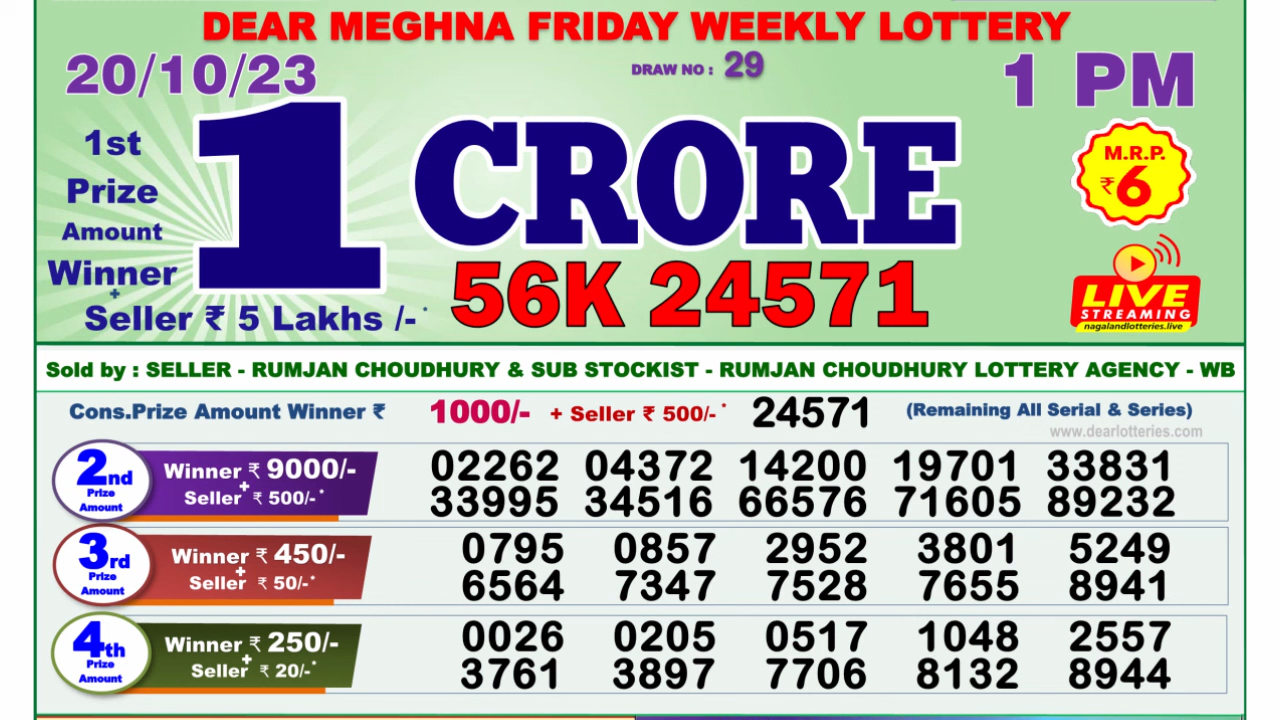 DEAR MEGHNA FRIDAY WEEKLY LOTTERY
20/10/23
DRAW NO : 29
1 PM
1st
Prize
Amount
Winner
+
Seller ₹ 5 Lakhs /-*
1 CRORE
56K 24571
M.R.P.
₹6
LIVE
STREAMING
nagalandlotteries.live
Sold by : SELLER - RUMJAN CHOUDHURY & SUB STOCKIST - RUMJAN CHOUDHURY LOTTERY AGENCY - WB
Cons.Prize Amount Winner ₹ 1000/- + Seller ₹ 500/-* 24571 (Remaining All Serial & Series)
www.dearlotteries.com
2nd
Prize
Amount
Winner ₹ 9000/-
+
Seller ₹ 500/-*
02262 04372 14200 19701 33831
33995 34516 66576 71605 89232
3rd
Prize
Amount
Winner ₹ 450/-
+
Seller ₹ 50/-*
0795 0857 2952 3801 5249
6564 7347 7528 7655 8941
4th
Prize
Amount
Winner ₹ 250/-
+
Seller ₹ 20/-*
0026 0205 0517 1048 2557
3761 3897 7706 8132 8944